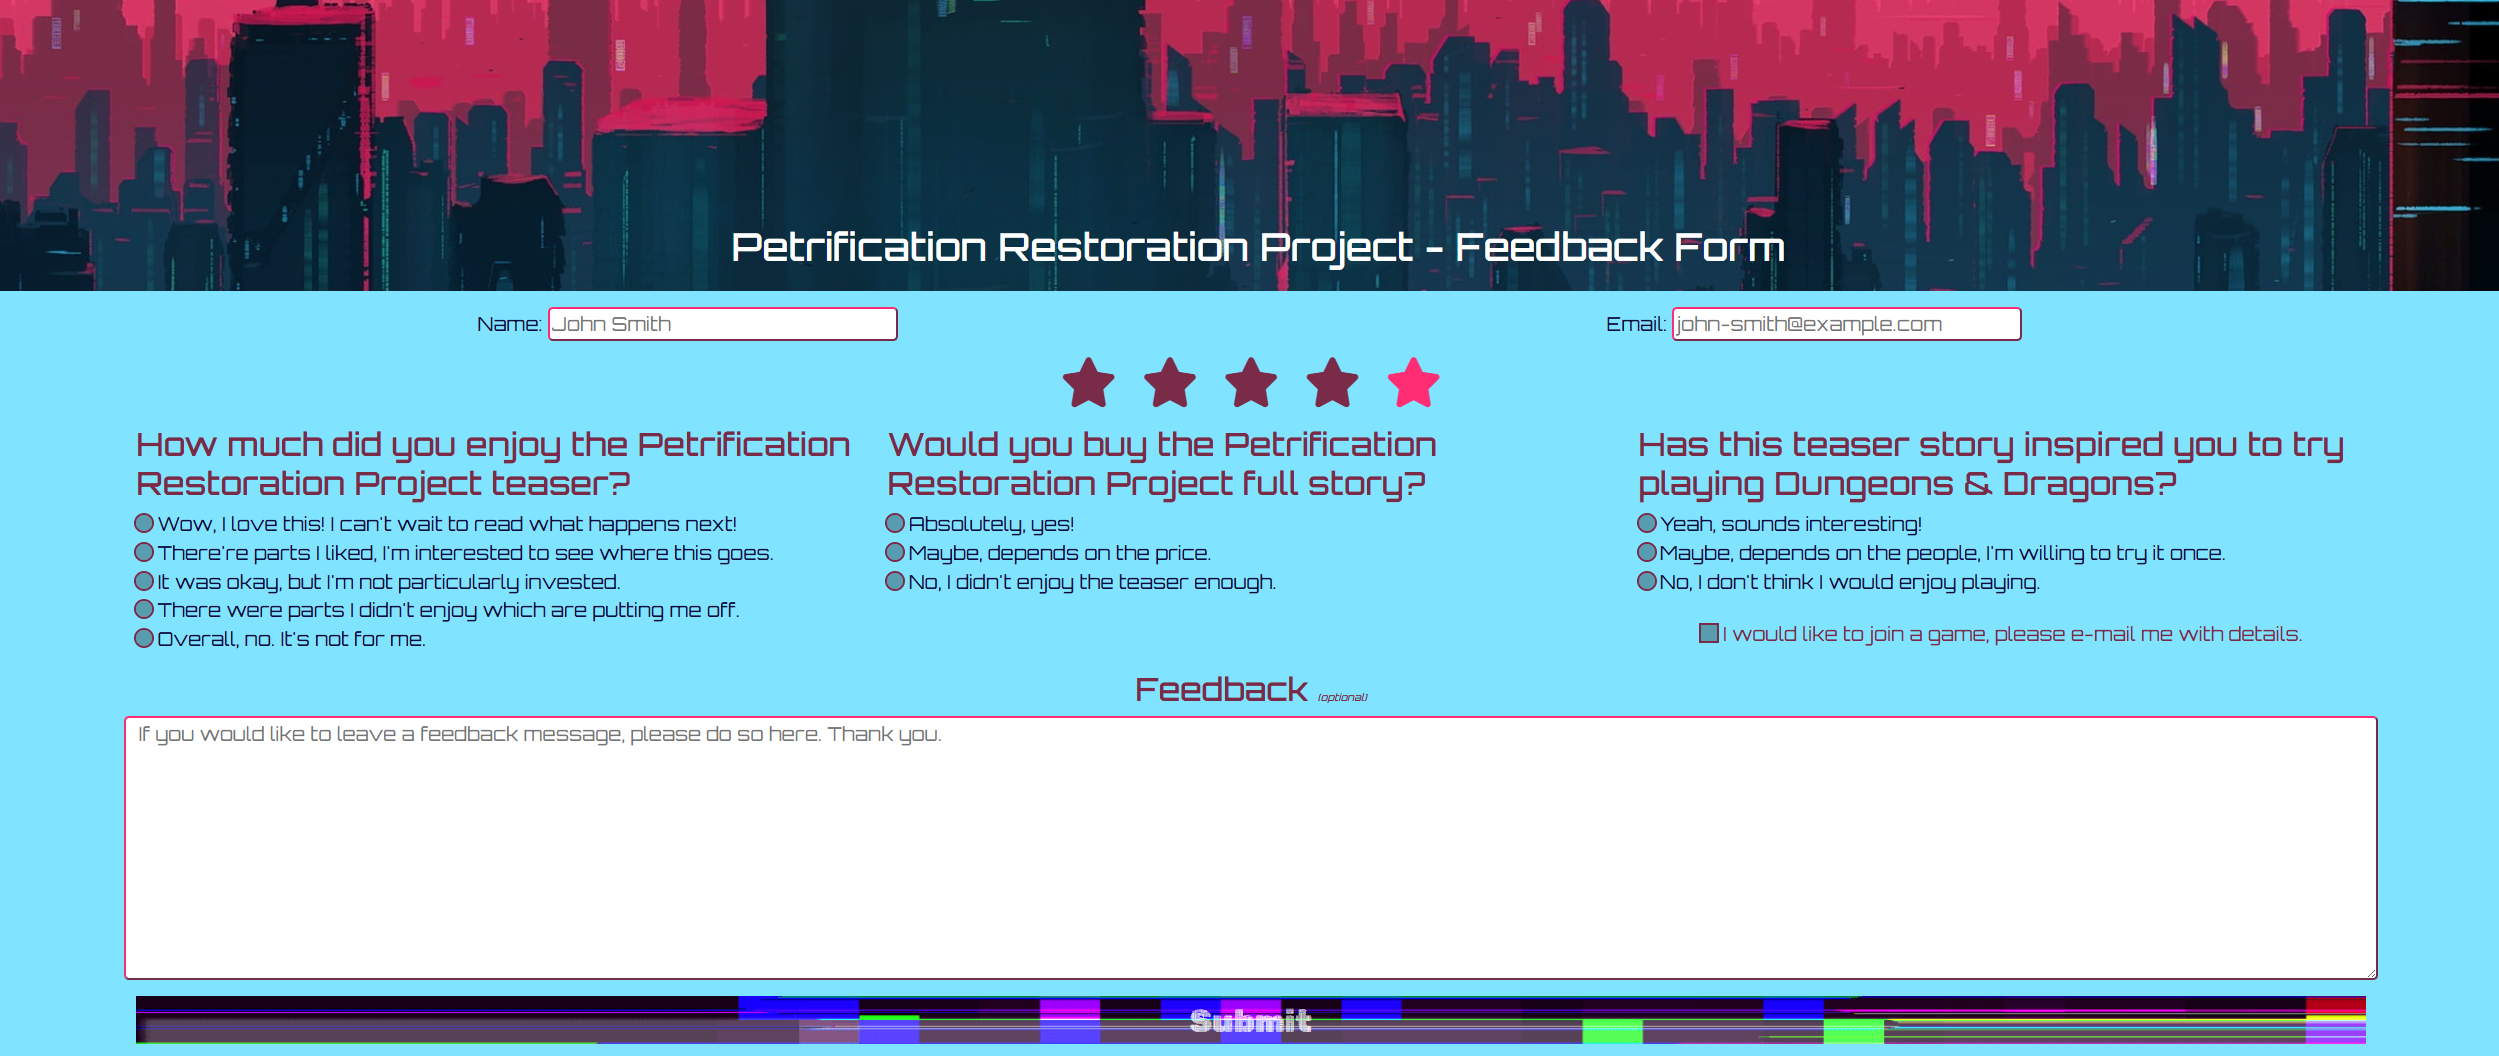 Petrification Restoration Project - Feedback Form
Name: John Smith
Email: john-smith@example.com
How much did you enjoy the Petrification
Restoration Project teaser?
Wow, I love this! I can't wait to read what happens next!
There're parts I liked, I'm interested to see where this goes.
It was okay, but I'm not particularly invested.
There were parts I didn't enjoy which are putting me off.
Overall, no. It's not for me.
Would you buy the Petrification
Restoration Project full story?
Absolutely, yes!
Maybe, depends on the price.
No, I didn't enjoy the teaser enough.
Has this teaser story inspired you to try
playing Dungeons & Dragons?
Yeah, sounds interesting!
Maybe, depends on the people, I'm willing to try it once.
No, I don't think I would enjoy playing.
I would like to join a game, please e-mail me with details.
Feedback (optional)
If you would like to leave a feedback message, please do so here. Thank you.
Submit